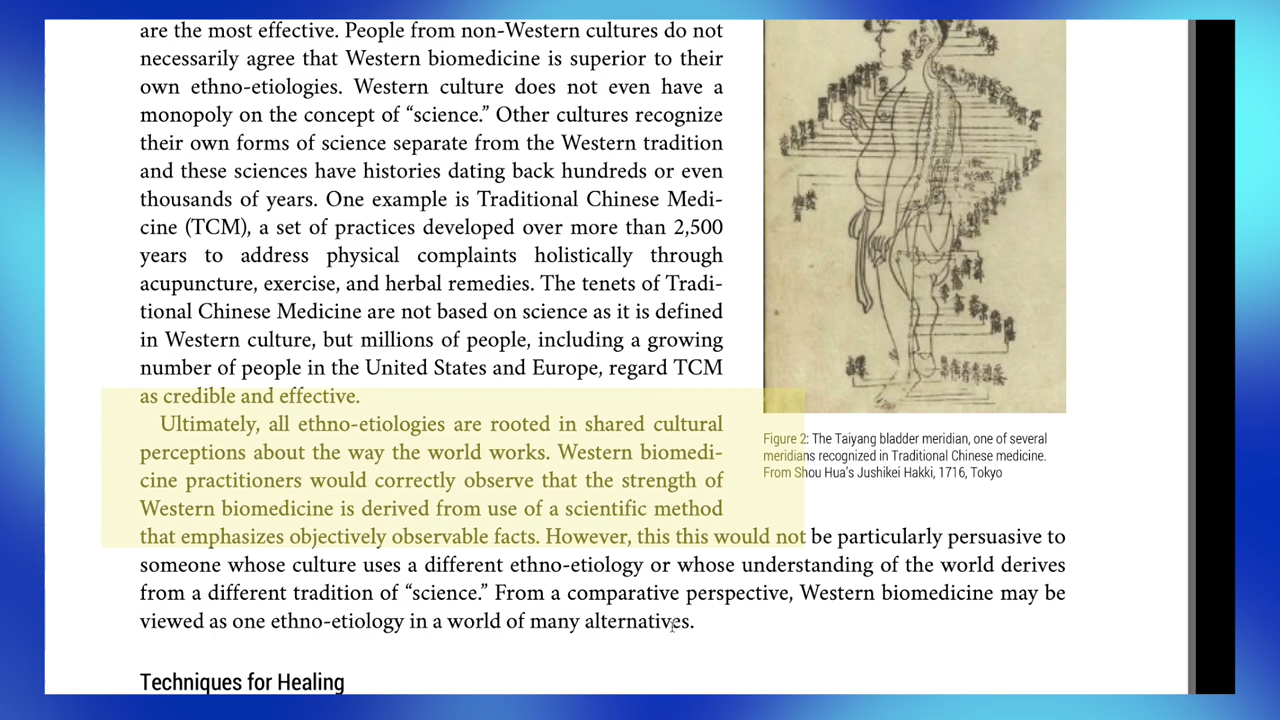 are the most effective. People from non-Western cultures do not
necessarily agree that Western biomedicine is superior to their
own ethno-etiologies. Western culture does not even have a
monopoly on the concept of “science.” Other cultures recognize
their own forms of science separate from the Western tradition
and these sciences have histories dating back hundreds or even
thousands of years. One example is Traditional Chinese Medi-
cine (TCM), a set of practices developed over more than 2,500
years to address physical complaints holistically through
acupuncture, exercise, and herbal remedies. The tenets of Tradi-
tional Chinese Medicine are not based on science as it is defined
in Western culture, but millions of people, including a growing
number of people in the United States and Europe, regard TCM
as credible and effective.
Ultimately, all ethno-etiologies are rooted in shared cultural
perceptions about the way the world works. Western biomedi-
cine practitioners would correctly observe that the strength of
Western biomedicine is derived from use of a scientific method
that emphasizes objectively observable facts. However, this this would not be particularly persuasive to
someone whose culture uses a different ethno-etiology or whose understanding of the world derives
from a different tradition of “science.” From a comparative perspective, Western biomedicine may be
viewed as one ethno-etiology in a world of many alternatives.
Figure 2: The Taiyang bladder meridian, one of several
meridians recognized in Traditional Chinese medicine.
From Shou Hua’s Jushikei Hakki, 1716, Tokyo
Techniques for Healing